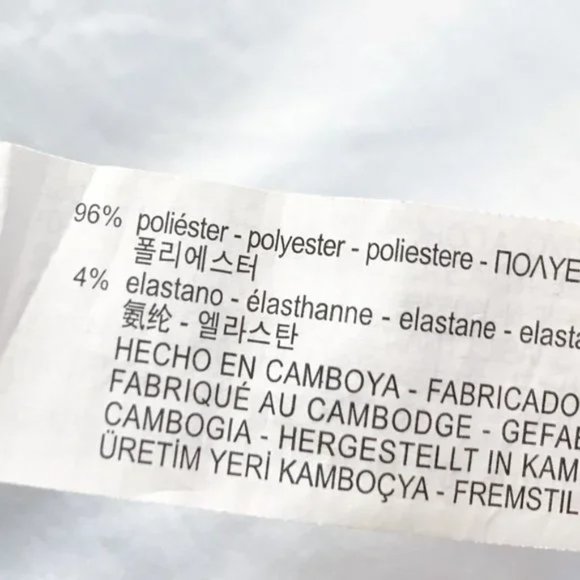 96% poliéster - polyester - poliestere - ΠΟΛΥΕ
폴리에스터
4% elastano - élasthanne - elastane - elasta
氨纶 - 엘라스탄
HECHO EN CAMBOYA - FABRICADO
FABRIQUÉ AU CAMBODGE - GEFAB
CAMBOGIA - HERGESTELLT IN KAM
ÜRETİM YERİ KAMBOÇYA - FREMSTIL